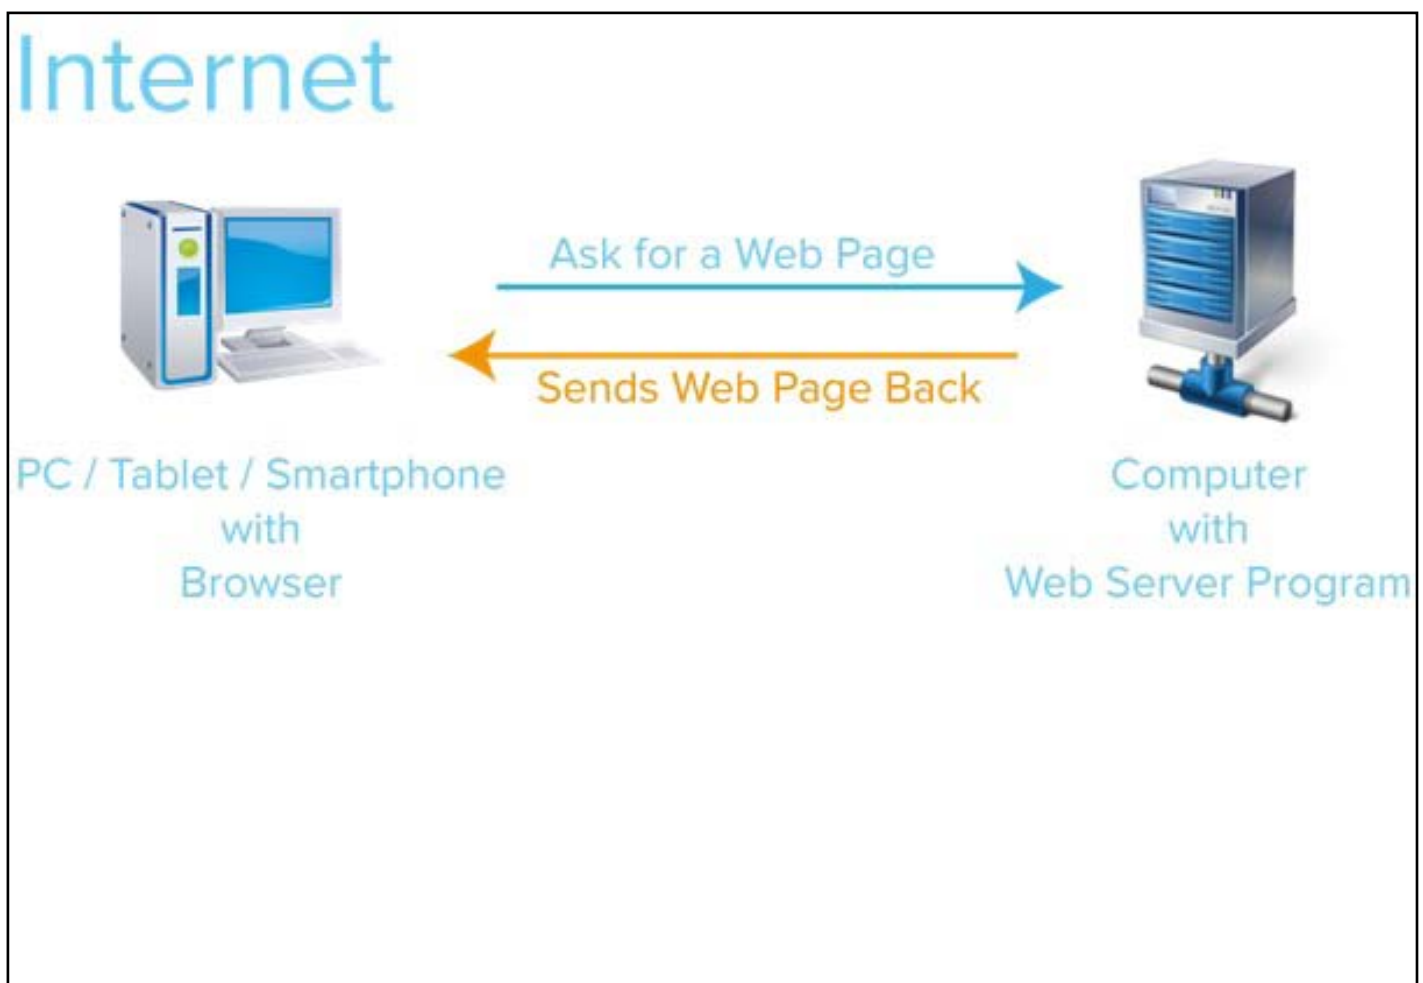 Internet
Ask for a Web Page
Sends Web Page Back
PC / Tablet / Smartphone
with
Browser
Computer
with
Web Server Program